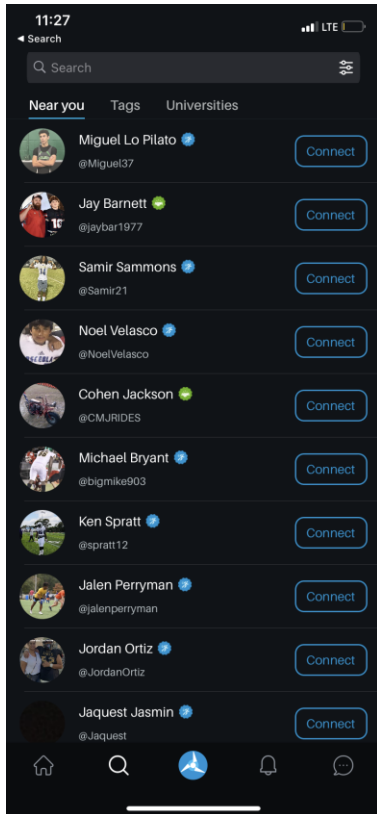 11:27
LTE
◄ Search
Search
Near you Tags Universities
Miguel Lo Pilato
@Miguel37
Connect
Jay Barnett
@jaybar1977
Connect
Samir Sammons
@Samir21
Connect
Noel Velasco
@NoelVelasco
Connect
Cohen Jackson
@CMJRIDES
Connect
Michael Bryant
@bigmike903
Connect
Ken Spratt
@spratt12
Connect
Jalen Perryman
@jalenperryman
Connect
Jordan Ortiz
@JordanOrtiz
Connect
Jaquest Jasmin
@Jaquest
Connect